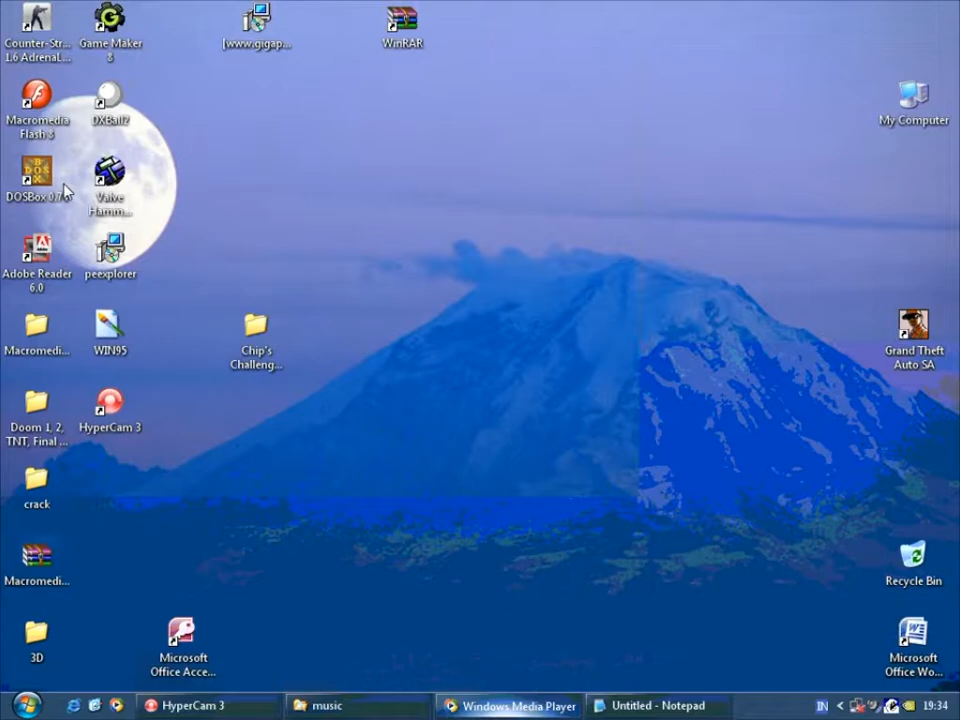 Counter-Str...
1.6 AdrenaL...
Game Maker
8
[www.gigap...
WinRAR
Macromedia
Flash 8
DXBall2
My Computer
DOSBox 0.7
Valve
Hamm...
Adobe Reader
6.0
peexplorer
Macromedi...
WIN95
Chip's
Challeng...
Grand Theft
Auto SA
Doom 1, 2,
TNT, Final ...
HyperCam 3
crack
Macromedi...
Recycle Bin
3D
Microsoft
Office Acce...
Microsoft
Office Wo...
HyperCam 3
music
Windows Media Player
Untitled - Notepad
IN
19:34